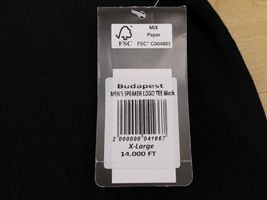 FSC
MIX
Paper
FSC® C004883
Budapest
MEN'S SPEAKER LOGO TEE Black
2 000000 041667
X-Large
14.000 FT